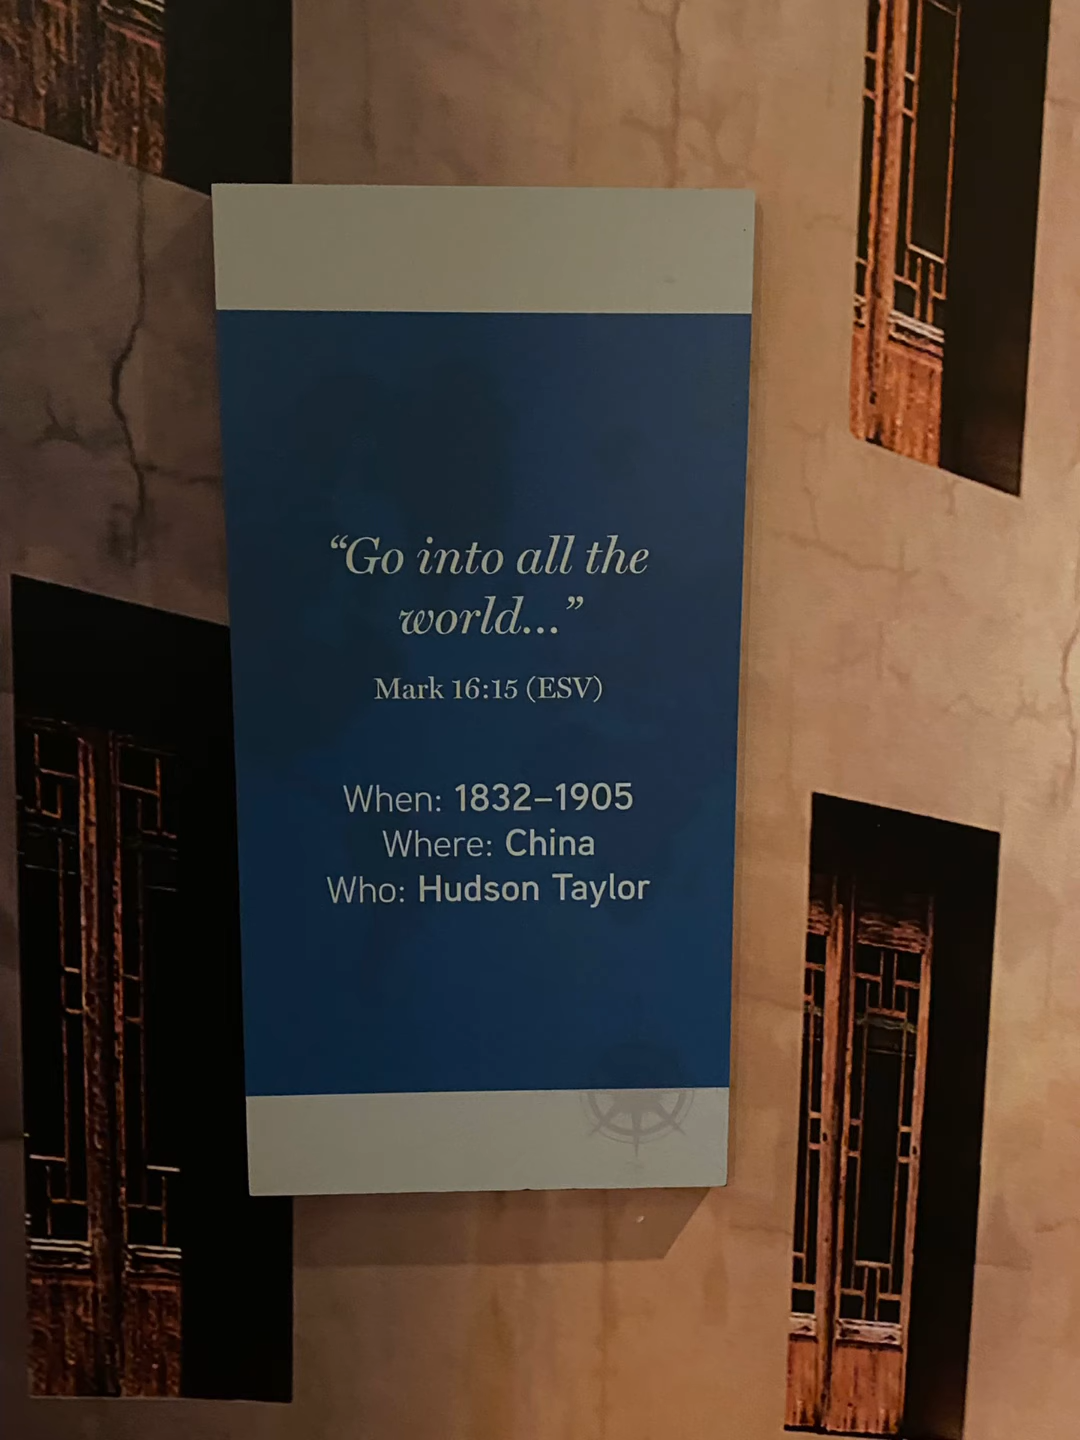 “Go into all the
world...”
Mark 16:15 (ESV)
When: 1832–1905
Where: China
Who: Hudson Taylor